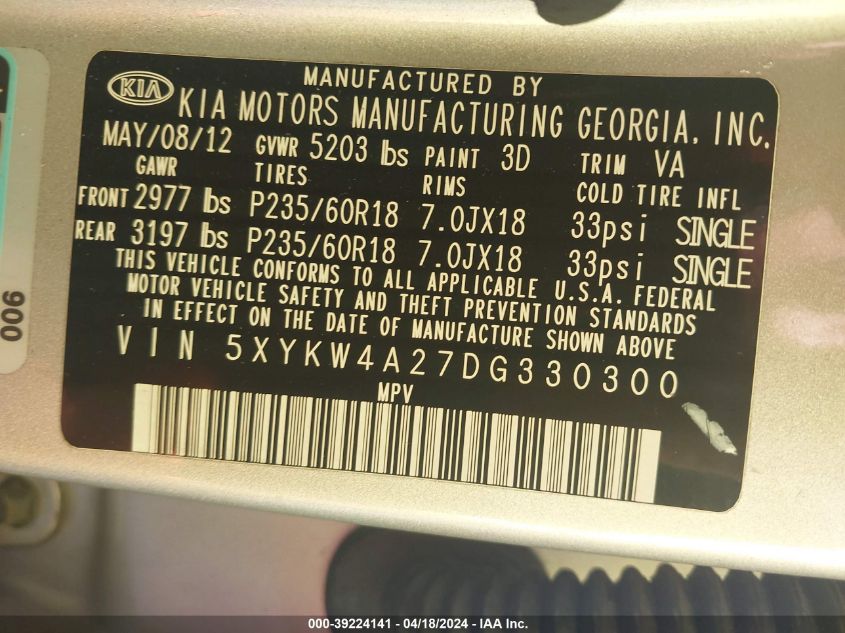 MANUFACTURED BY
KIA KIA MOTORS MANUFACTURING GEORGIA, INC.
MAY/08/12 GVWR 5203 lbs PAINT 3D TRIM VA
GAWR TIRES RIMS COLD TIRE INFL
FRONT 2977 lbs P235/60R18 7.0JX18 33psi SINGLE
REAR 3197 lbs P235/60R18 7.0JX18 33psi SINGLE
THIS VEHICLE CONFORMS TO ALL APPLICABLE U.S.A. FEDERAL
MOTOR VEHICLE SAFETY AND THEFT PREVENTION STANDARDS
IN EFFECT ON THE DATE OF MANUFACTURE SHOWN ABOVE
VIN 5XYKW4A27DG330300
MPV
006
000-39224141 - 04/18/2024 - IAA Inc.